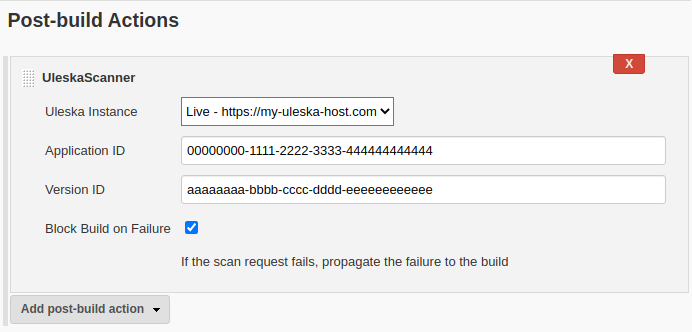 Post-build Actions
X
UleskaScanner
Uleska Instance Live - https://my-uleska-host.com
Application ID 00000000-1111-2222-3333-444444444444
Version ID aaaaaaaa-bbbb-cccc-dddd-eeeeeeeeeeee
Block Build on Failure
If the scan request fails, propagate the failure to the build
Add post-build action